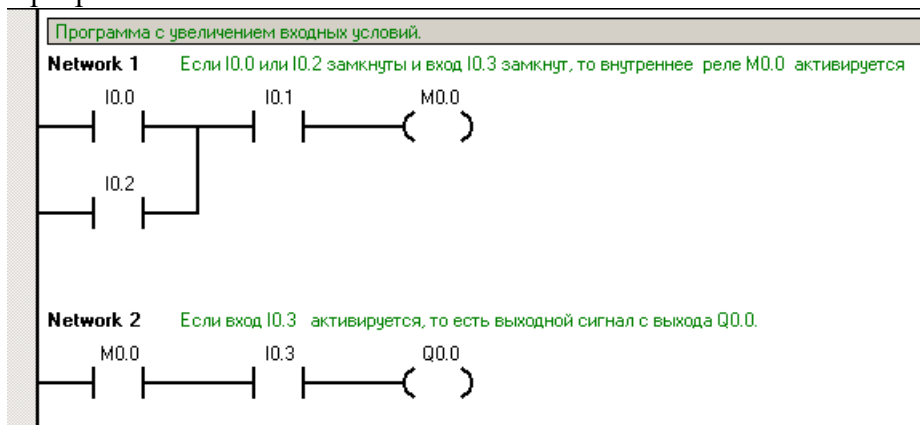 Программа с увеличением входных условий.
Network 1 Если I0.0 или I0.2 замкнуты и вход I0.3 замкнут, то внутреннее реле M0.0 активируется
I0.0 I0.1 M0.0
I0.2
Network 2 Если вход I0.3 активируется, то есть выходной сигнал с выхода Q0.0.
M0.0 I0.3 Q0.0